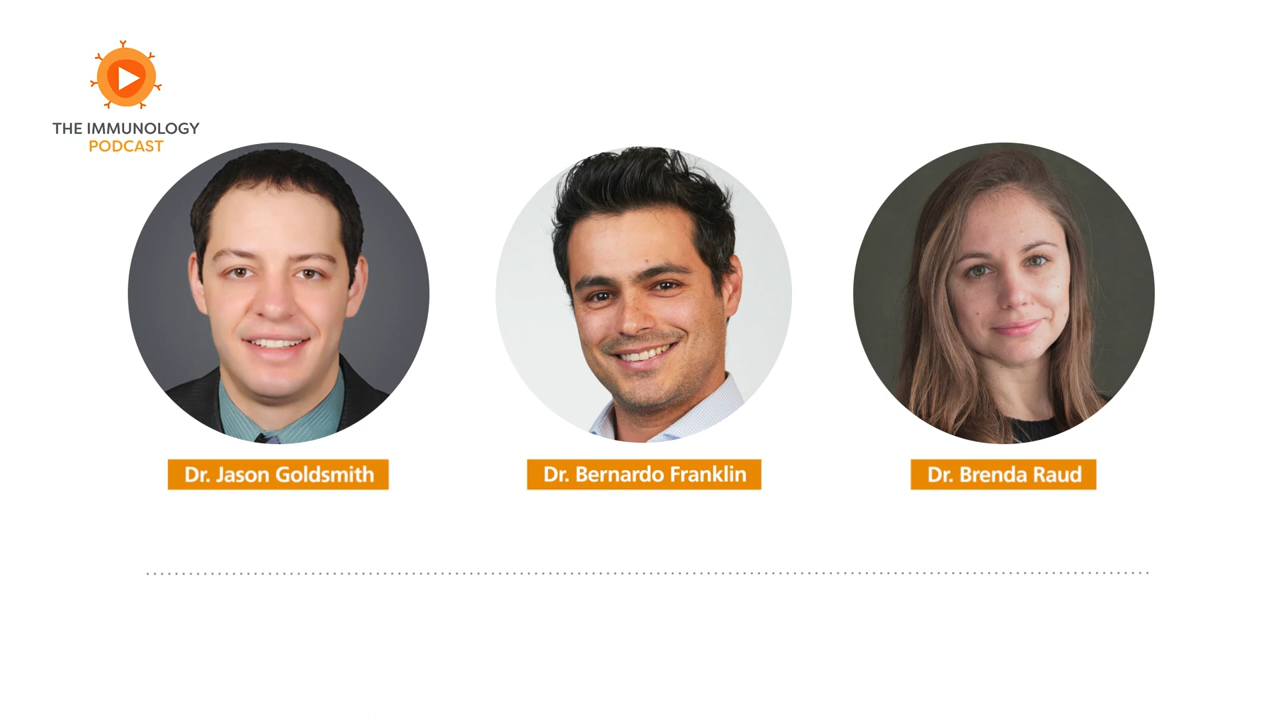 THE IMMUNOLOGY
PODCAST
Dr. Jason Goldsmith
Dr. Bernardo Franklin
Dr. Brenda Raud